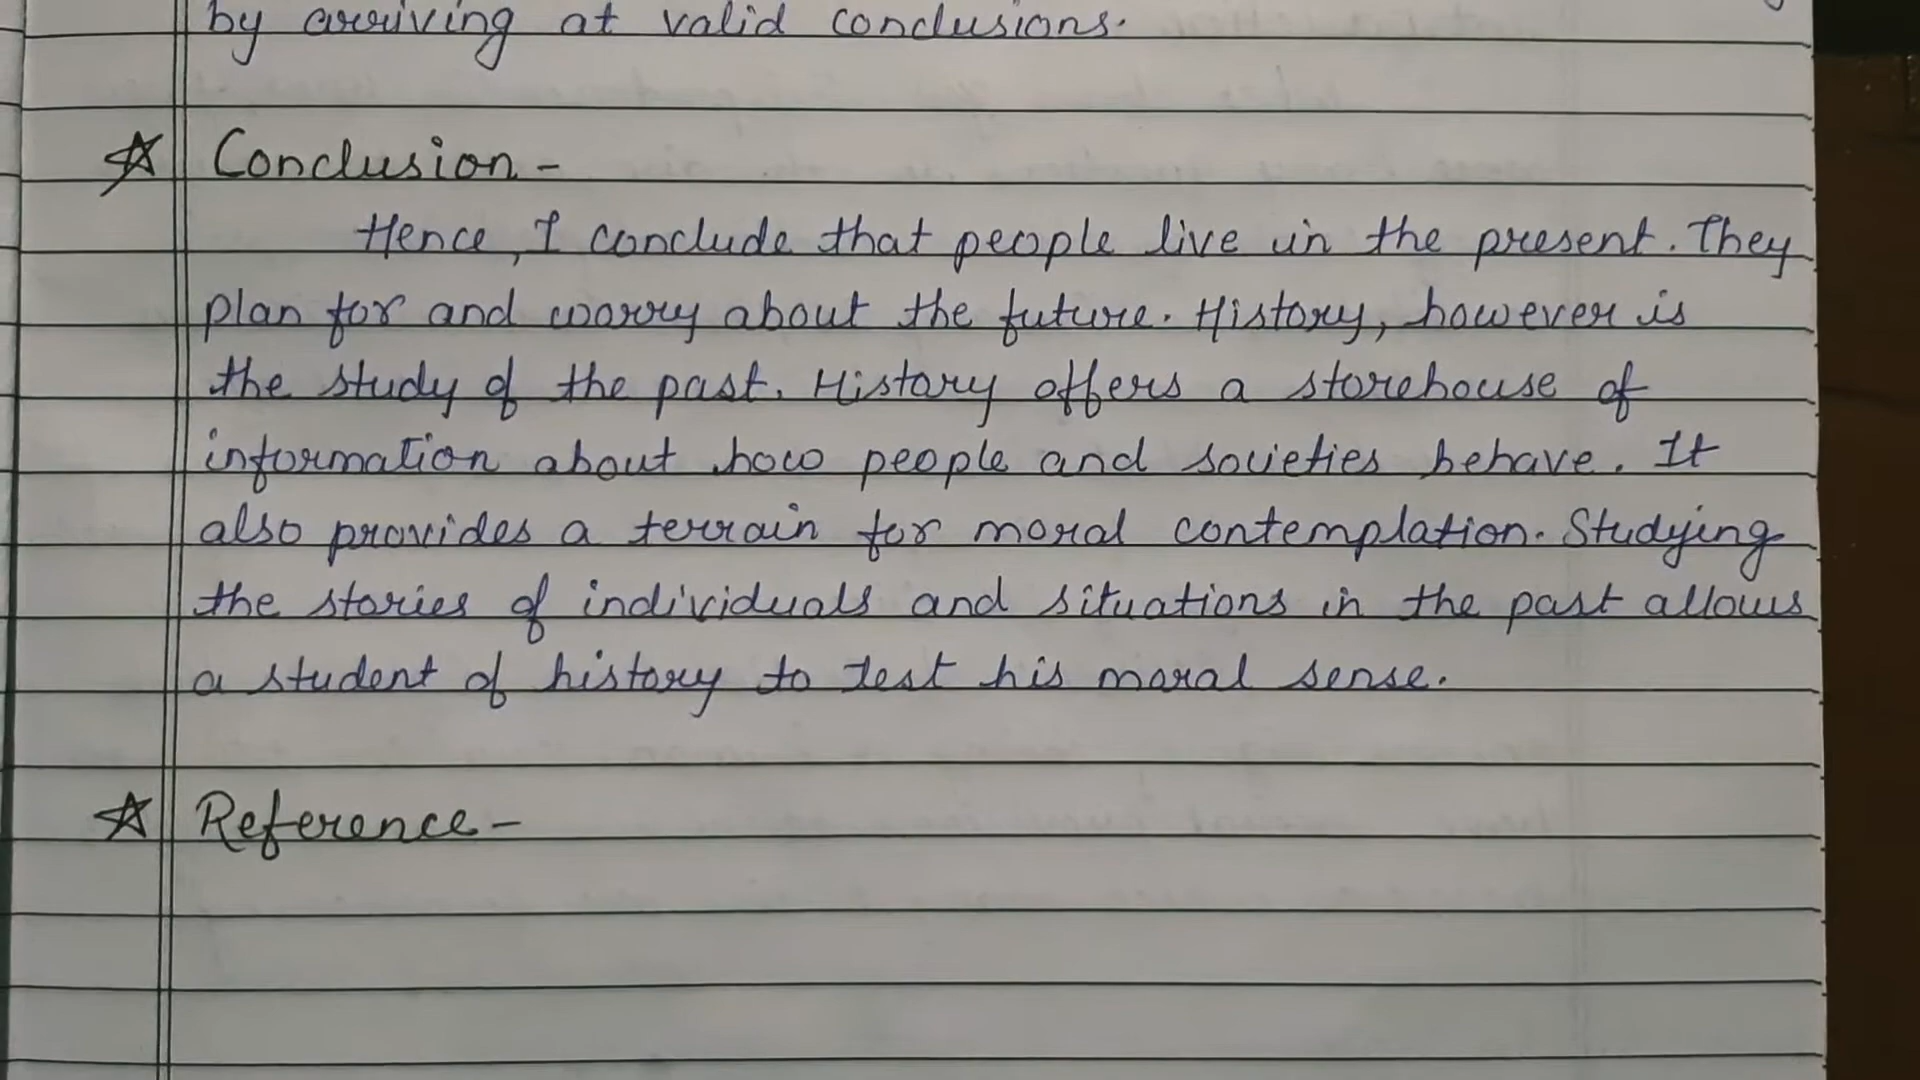 by arriving at valid conclusions.
☆ Conclusion -
Hence, I conclude that people live in the present. They
plan for and worry about the future. History, however is
the study of the past. History offers a storehouse of
information about how people and societies behave. It
also provides a terrain for moral contemplation. Studying
the stories of individuals and situations in the past allows
a student of history to test his moral sense.
☆ Reference -